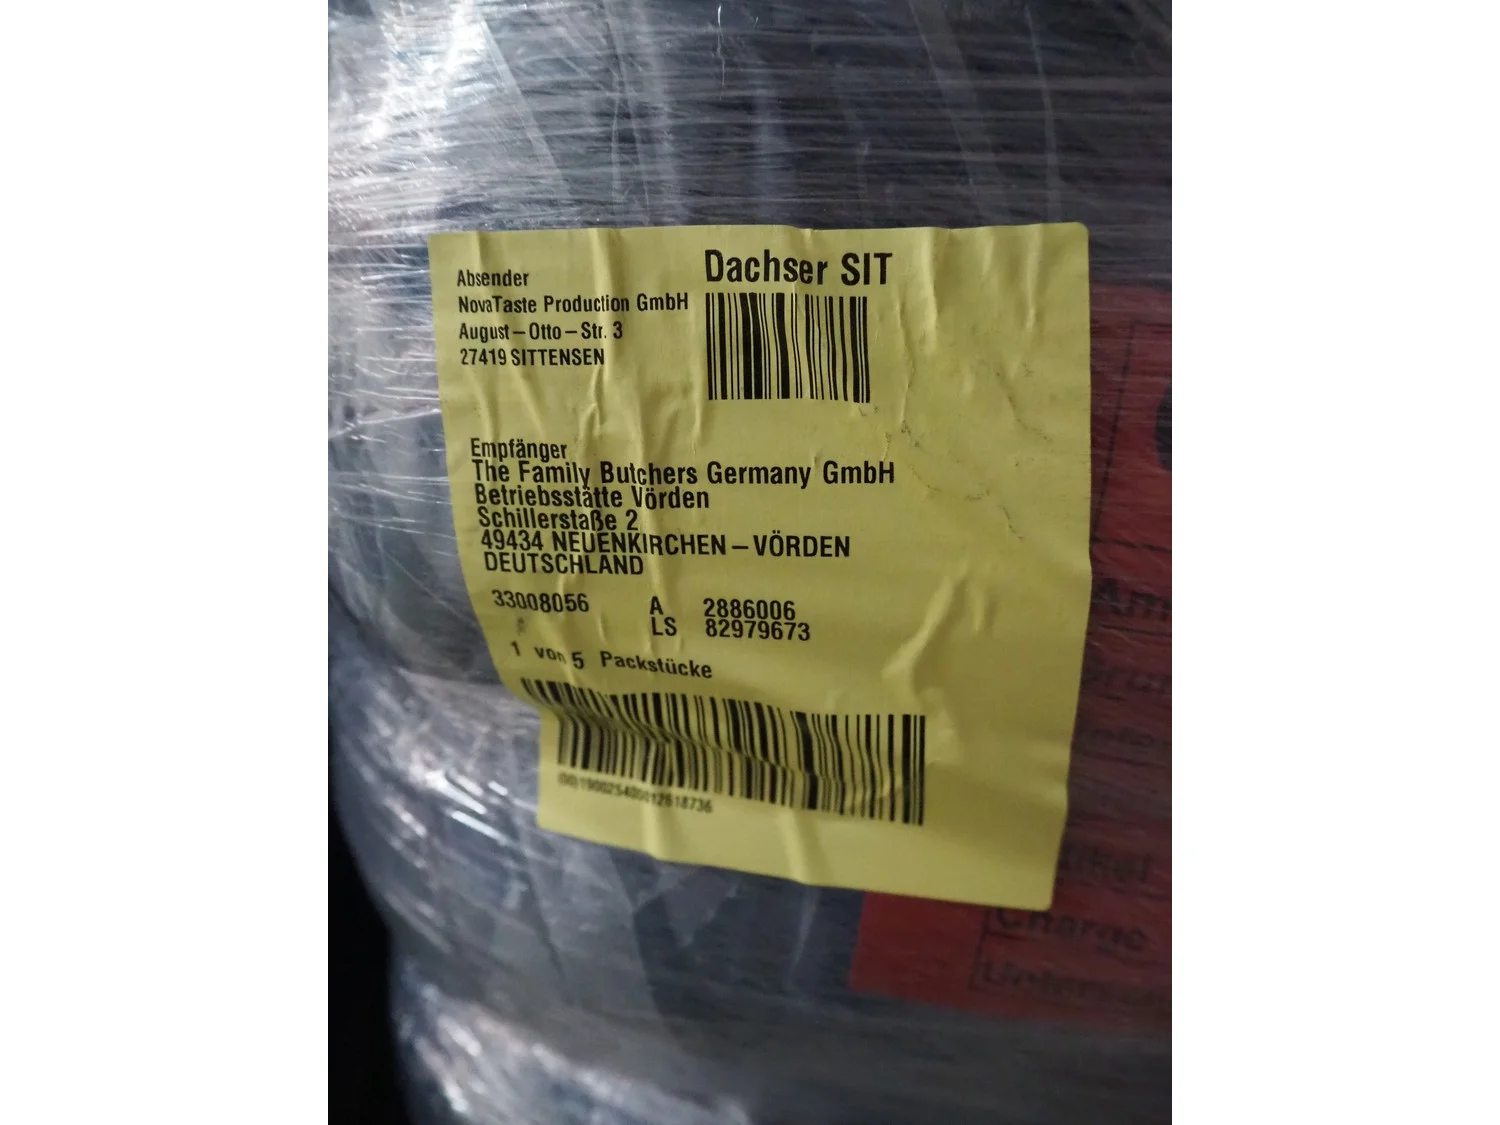 Dachser SIT
Absender
NovaTaste Production GmbH
August-Otto-Str. 3
27419 SITTENSEN
Empfänger
The Family Butchers Germany GmbH
Betriebsstätte Vörden
Schillerstaße 2
49434 NEUENKIRCHEN-VÖRDEN
DEUTSCHLAND
33008056 A 2886006
LS 82979673
1 von 5 Packstücke
Charge